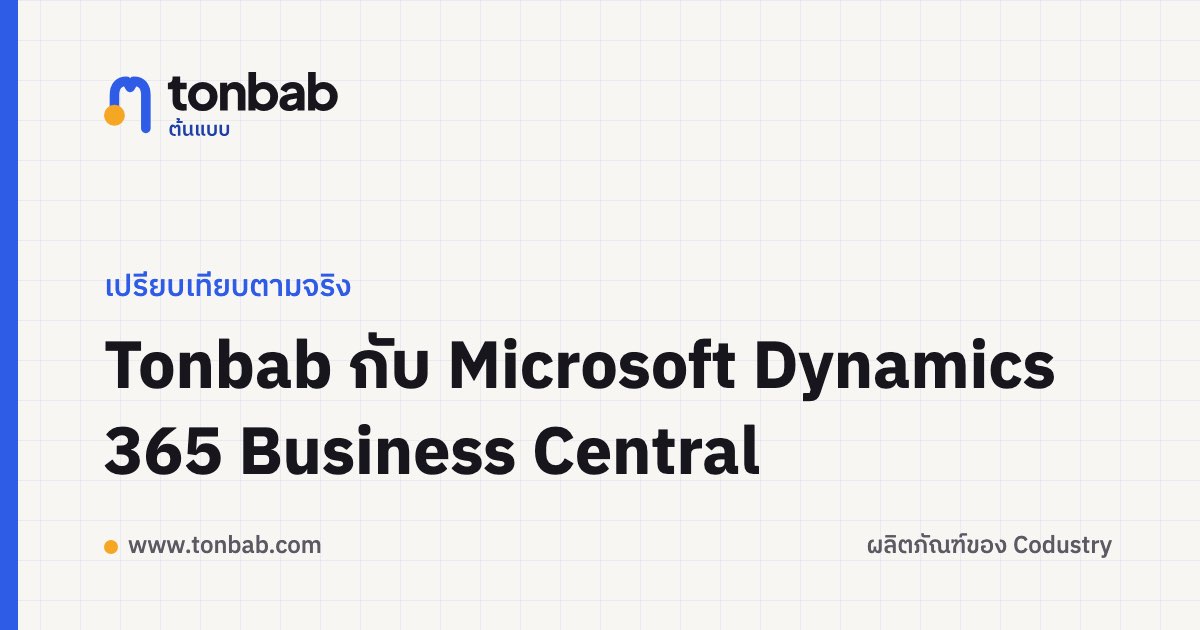 tonbab
ต้นแบบ
เปรียบเทียบตามจริง
Tonbab กับ Microsoft Dynamics
365 Business Central
www.tonbab.com
ผลิตภัณฑ์ของ Codustry